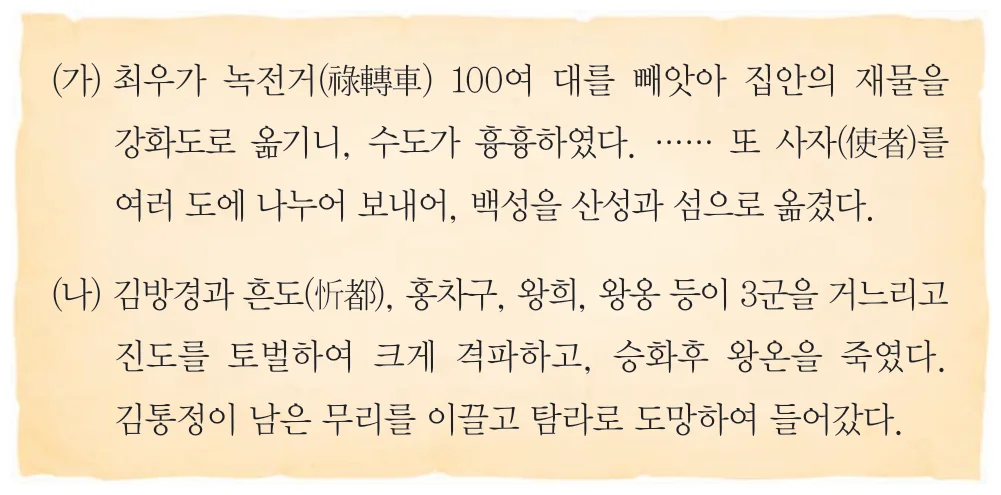 (가) 최우가 녹전거(祿轉車) 100여 대를 빼앗아 집안의 재물을
강화도로 옮기니, 수도가 흉흉하였다. …… 또 사자(使者)를
여러 도에 나누어 보내어, 백성을 산성과 섬으로 옮겼다.
(나) 김방경과 흔도(忻都), 홍차구, 왕희, 왕옹 등이 3군을 거느리고
진도를 토벌하여 크게 격파하고, 승화후 왕온을 죽였다.
김통정이 남은 무리를 이끌고 탐라로 도망하여 들어갔다.